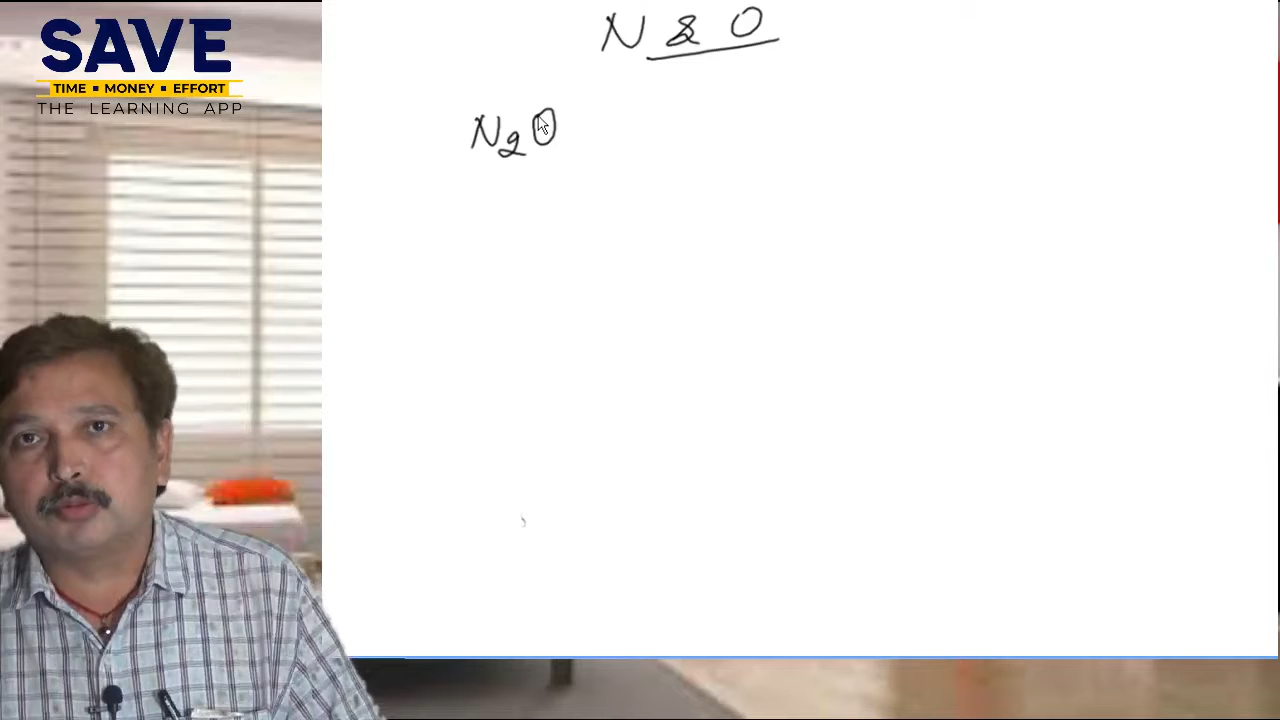 SAVE
TIME ▪ MONEY ▪ EFFORT
THE LEARNING APP
N & O
N₂O